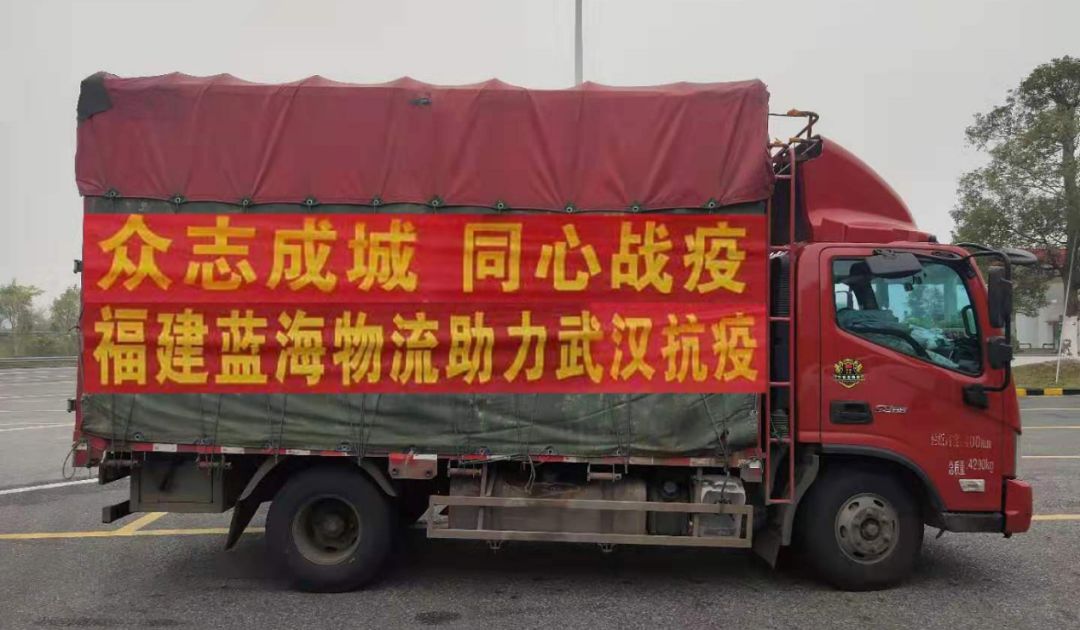 众志成城 同心战疫
福建蓝海物流助力武汉抗疫
4290kg